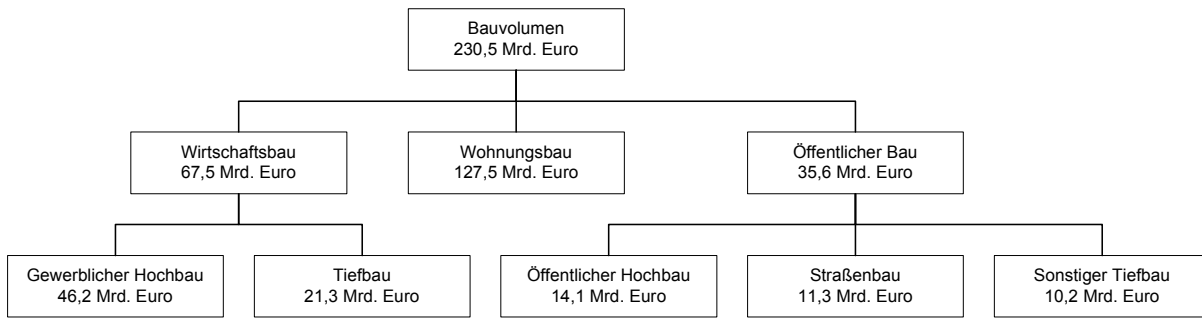 Bauvolumen
230,5 Mrd. Euro
Wirtschaftsbau
67,5 Mrd. Euro
Wohnungsbau
127,5 Mrd. Euro
Öffentlicher Bau
35,6 Mrd. Euro
Gewerblicher Hochbau
46,2 Mrd. Euro
Tiefbau
21,3 Mrd. Euro
Öffentlicher Hochbau
14,1 Mrd. Euro
Straßenbau
11,3 Mrd. Euro
Sonstiger Tiefbau
10,2 Mrd. Euro